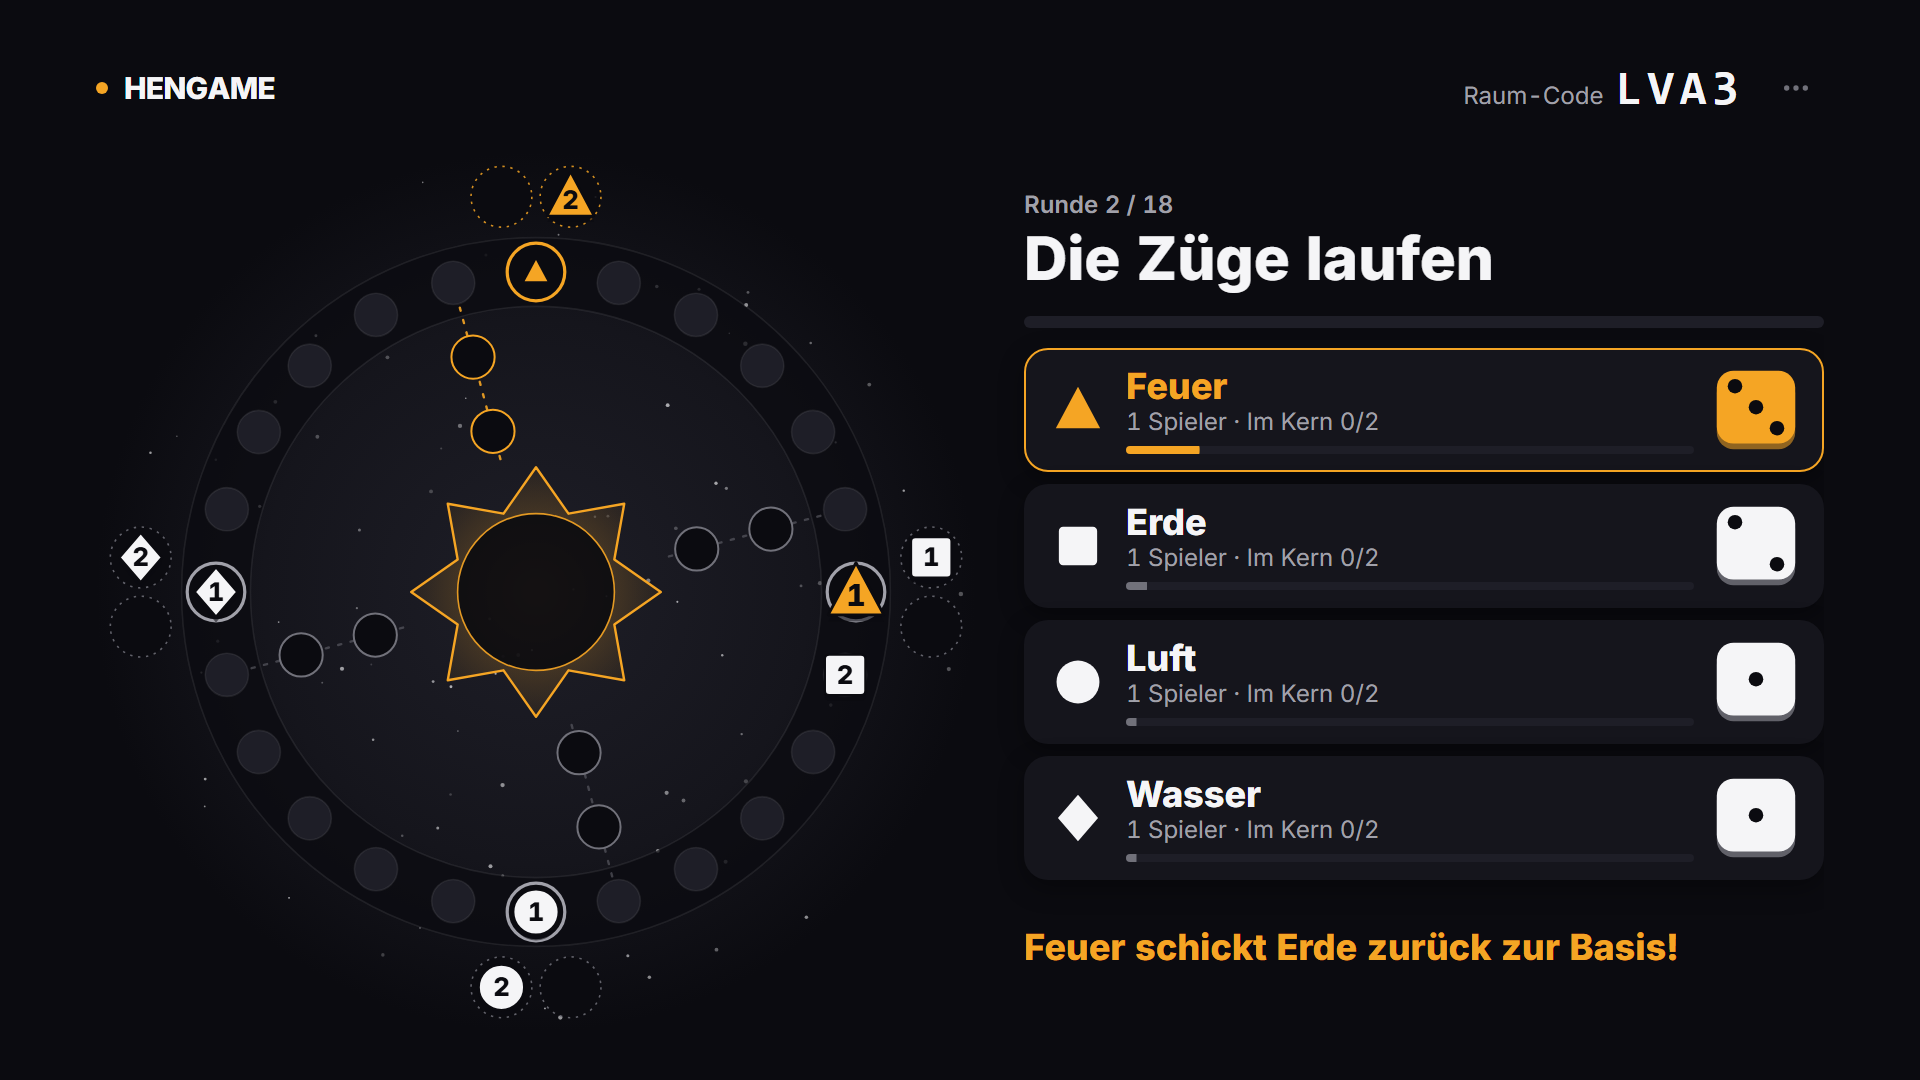 HENGAME
Raum-Code LVA3
Runde 2 / 18
Die Züge laufen
Feuer
1 Spieler · Im Kern 0/2
Erde
1 Spieler · Im Kern 0/2
Luft
1 Spieler · Im Kern 0/2
Wasser
1 Spieler · Im Kern 0/2
Feuer schickt Erde zurück zur Basis!
2
2
1
1
1
2
1
2